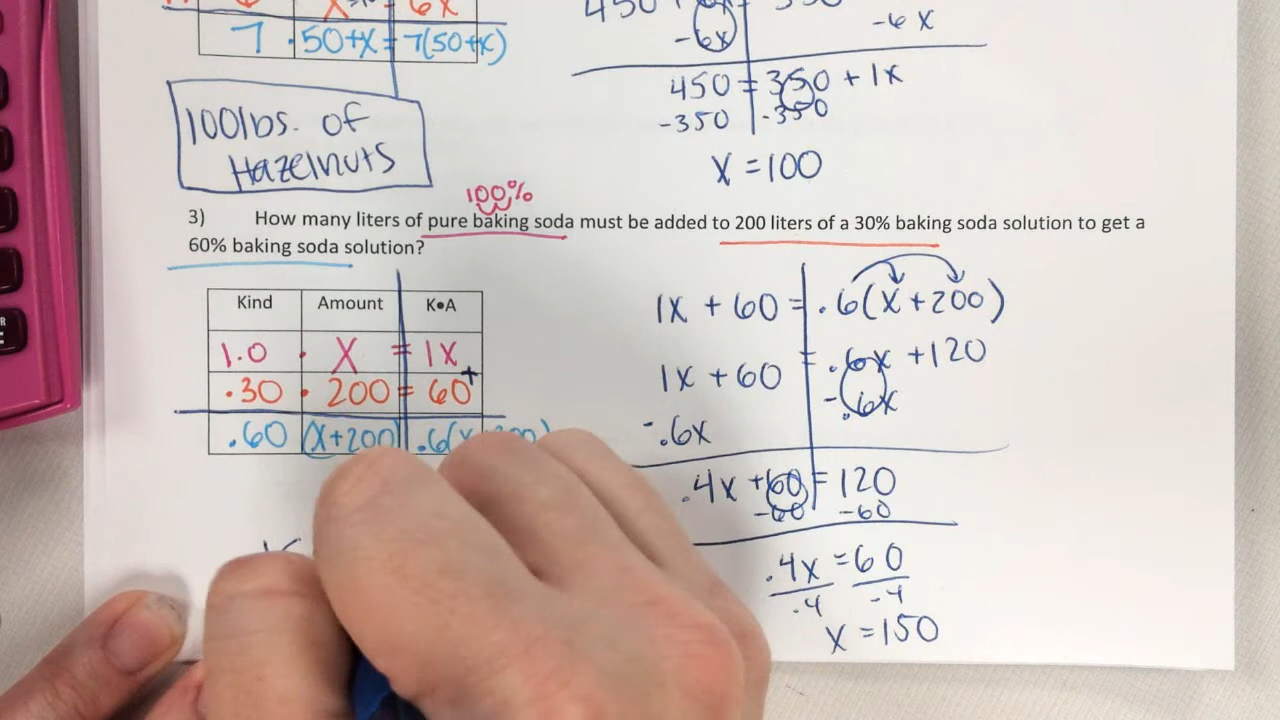 6x
7 · 50+x = 7(50+x)
-6x
-6x
450 = 350 + 1x
-350 -350
x = 100
100lbs. of
Hazelnuts
100%
3) How many liters of pure baking soda must be added to 200 liters of a 30% baking soda solution to get a
60% baking soda solution?
Kind Amount K•A
1.0 · X = 1X
+
.30 · 200 = 60
.60 (x+200)
1x + 60 = .6(x+200)
1x + 60 = .6x +120
- .6x
-.6x
.4x +60 = 120
-60 -60
.4x = 60
.4 .4
x = 150